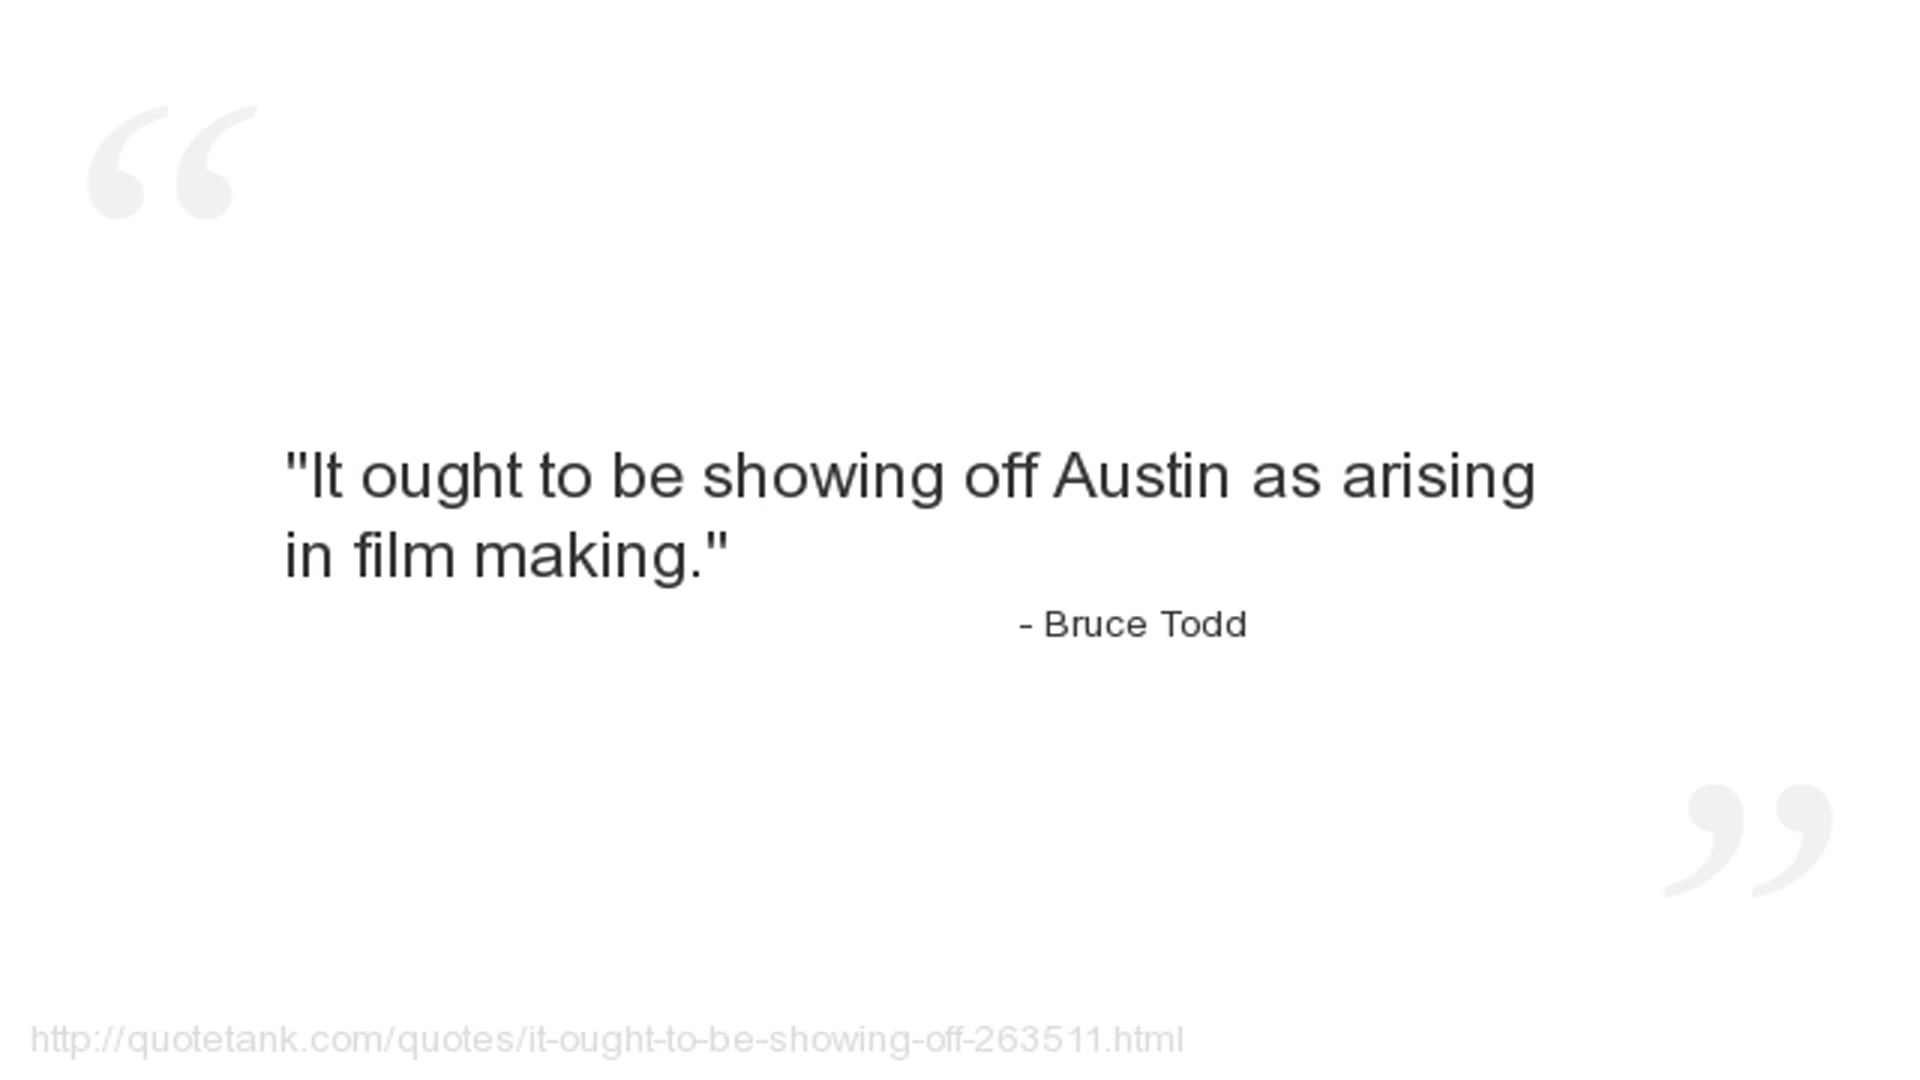 "It ought to be showing off Austin as arising
in film making."
- Bruce Todd
http://quotetank.com/quotes/it-ought-to-be-showing-off-263511.html